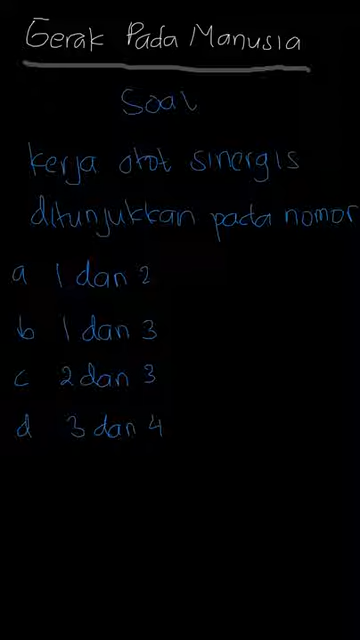 Gerak Pada Manusia
Soal
kerja otot sinergis
ditunjukkan pada nomor
a 1 dan 2
b 1 dan 3
c 2 dan 3
d 3 dan 4